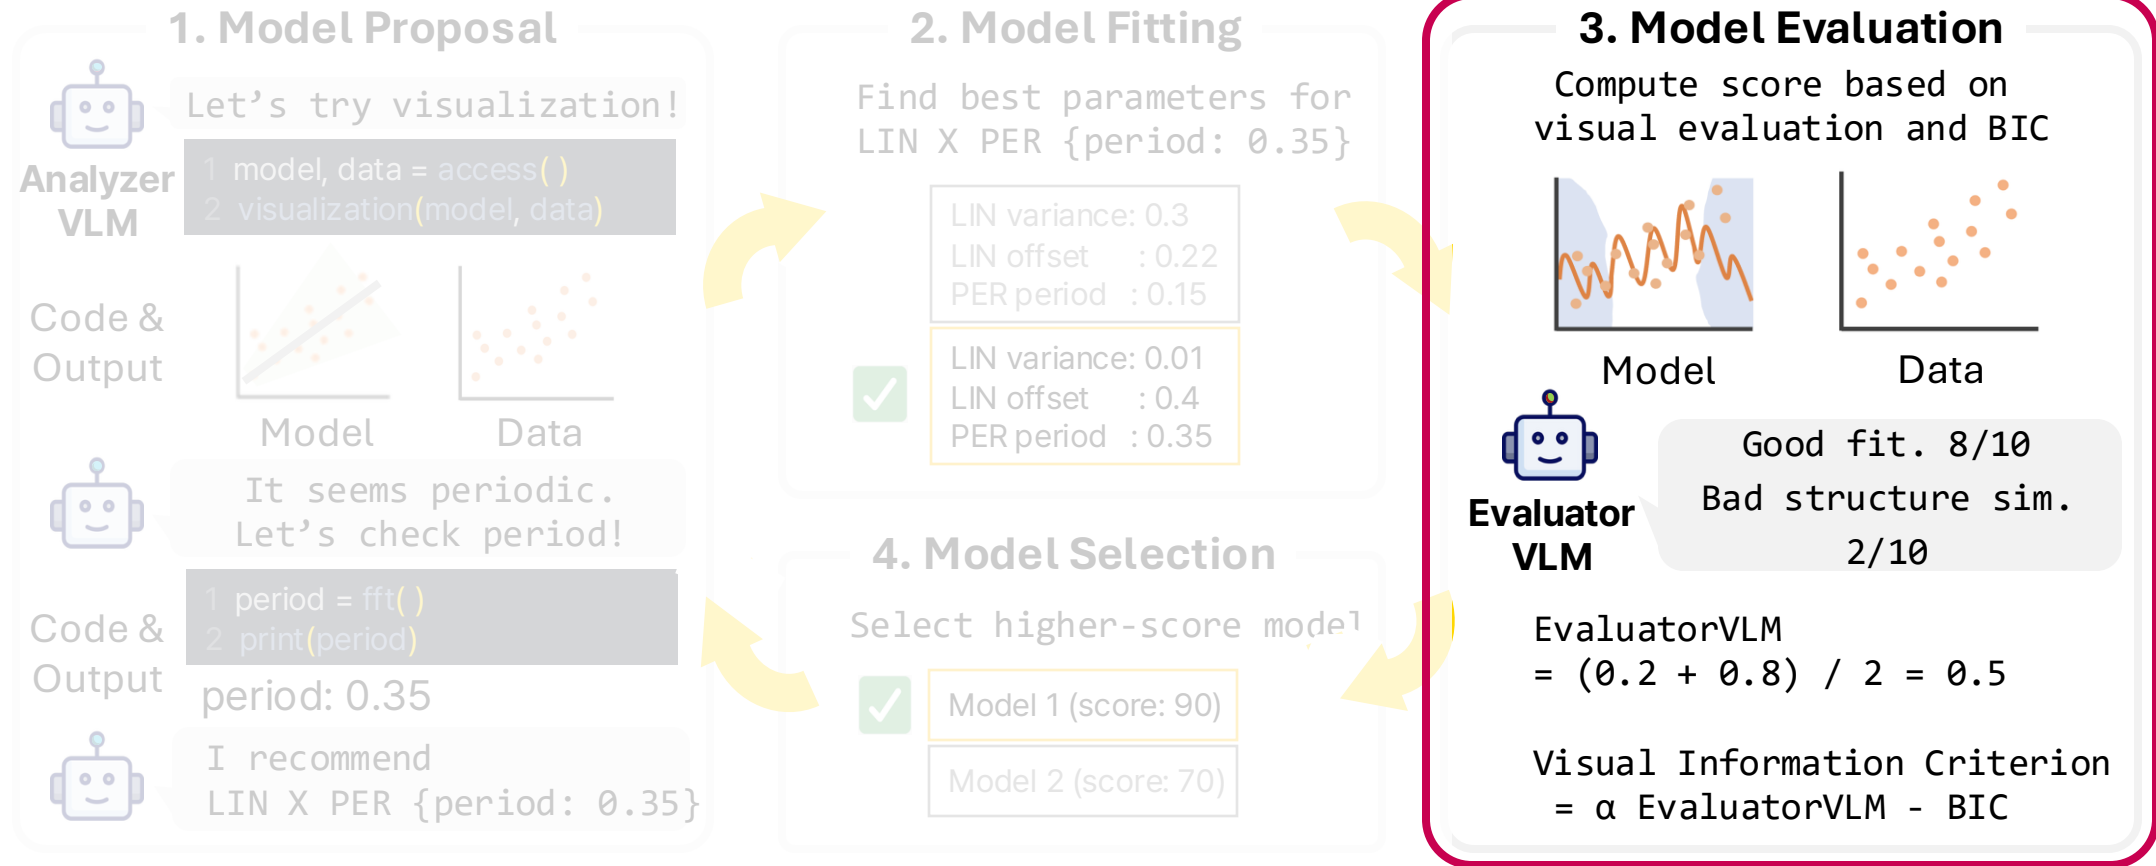 1. Model Proposal
Let’s try visualization!
Analyzer
VLM
1 model, data = access()
2 visualization(model, data)
Code &
Output
Model
Data
It seems periodic.
Let’s check period!
Code &
Output
1 period = fft()
2 print(period)
period: 0.35
I recommend
LIN X PER {period: 0.35}
2. Model Fitting
Find best parameters for
LIN X PER {period: 0.35}
LIN variance: 0.3
LIN offset : 0.22
PER period : 0.15
LIN variance: 0.01
LIN offset : 0.4
PER period : 0.35
3. Model Evaluation
Compute score based on
visual evaluation and BIC
Model
Data
Evaluator
VLM
Good fit. 8/10
Bad structure sim.
2/10
EvaluatorVLM
= (0.2 + 0.8) / 2 = 0.5
Visual Information Criterion
= α EvaluatorVLM - BIC
4. Model Selection
Select higher-score model
Model 1 (score: 90)
Model 2 (score: 70)